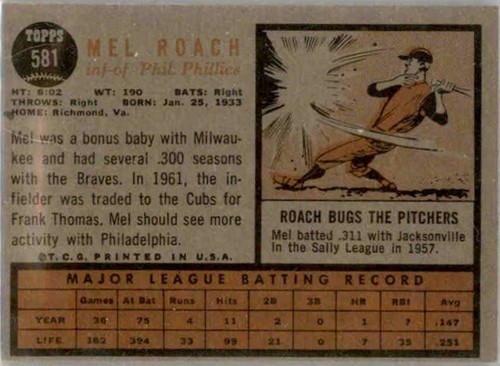 TOPPS
581
MEL ROACH
inf-of Phil. Phillies
HT: 6:02 WT: 190 BATS: Right
THROWS: Right BORN: Jan. 25, 1933
HOME: Richmond, Va.
Mel was a bonus baby with Milwau-
kee and had several .300 seasons
with the Braves. In 1961, the in-
fielder was traded to the Cubs for
Frank Thomas. Mel should see more
activity with Philadelphia.
©T.C.G. PRINTED IN U.S.A.
ROACH BUGS THE PITCHERS
Mel batted .311 with Jacksonville
in the Sally League in 1957.
MAJOR LEAGUE BATTING RECORD
Games At Bat Runs Hits 2B 3B HR RBI Avg
YEAR 36 75 4 11 2 0 1 7 .147
LIFE 182 394 33 99 21 0 7 35 .251